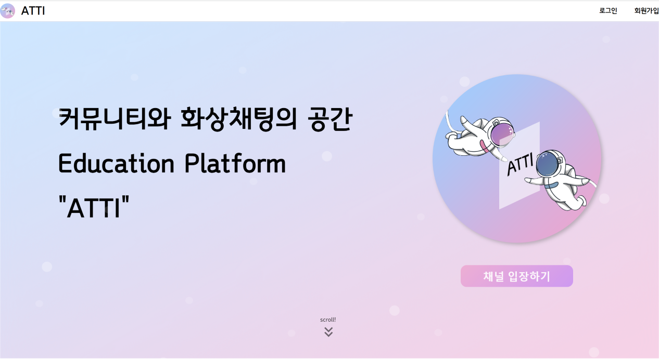 ATTI
로그인
회원가입
커뮤니티와 화상채팅의 공간
Education Platform
"ATTI"
ATTI
채널 입장하기
scroll!